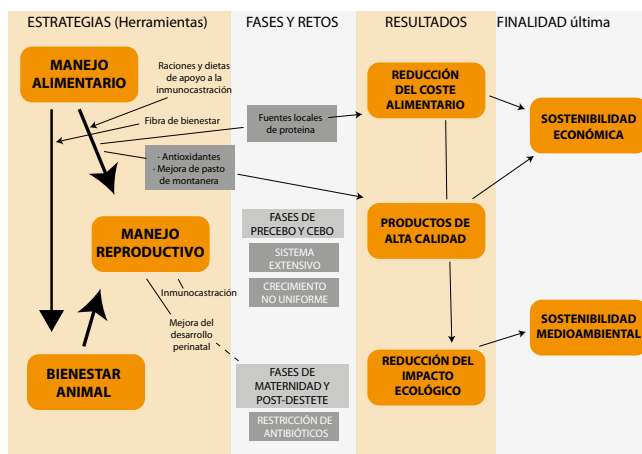 ESTRATEGIAS (Herramientas)
FASES Y RETOS
RESULTADOS
FINALIDAD última
MANEJO
ALIMENTARIO
Raciones y dietas
de apoyo a la
inmunocastración
Fibra de bienestar
Fuentes locales
de proteina
· Antioxidantes
· Mejora de pasto
de montanera
REDUCCIÓN
DEL COSTE
ALIMENTARIO
SOSTENIBILIDAD
ECONÓMICA
MANEJO
REPRODUCTIVO
FASES DE
PRECEBO Y CEBO
SISTEMA
EXTENSIVO
CRECIMIENTO
NO UNIFORME
PRODUCTOS DE
ALTA CALIDAD
Inmunocastración
Mejora del
desarrollo
perinatal
SOSTENIBILIDAD
MEDIOAMBIENTAL
BIENESTAR
ANIMAL
FASES DE
MATERNIDAD Y
POST-DESTETE
RESTRICCIÓN DE
ANTIBIÓTICOS
REDUCCIÓN DEL
IMPACTO
ECOLÓGICO